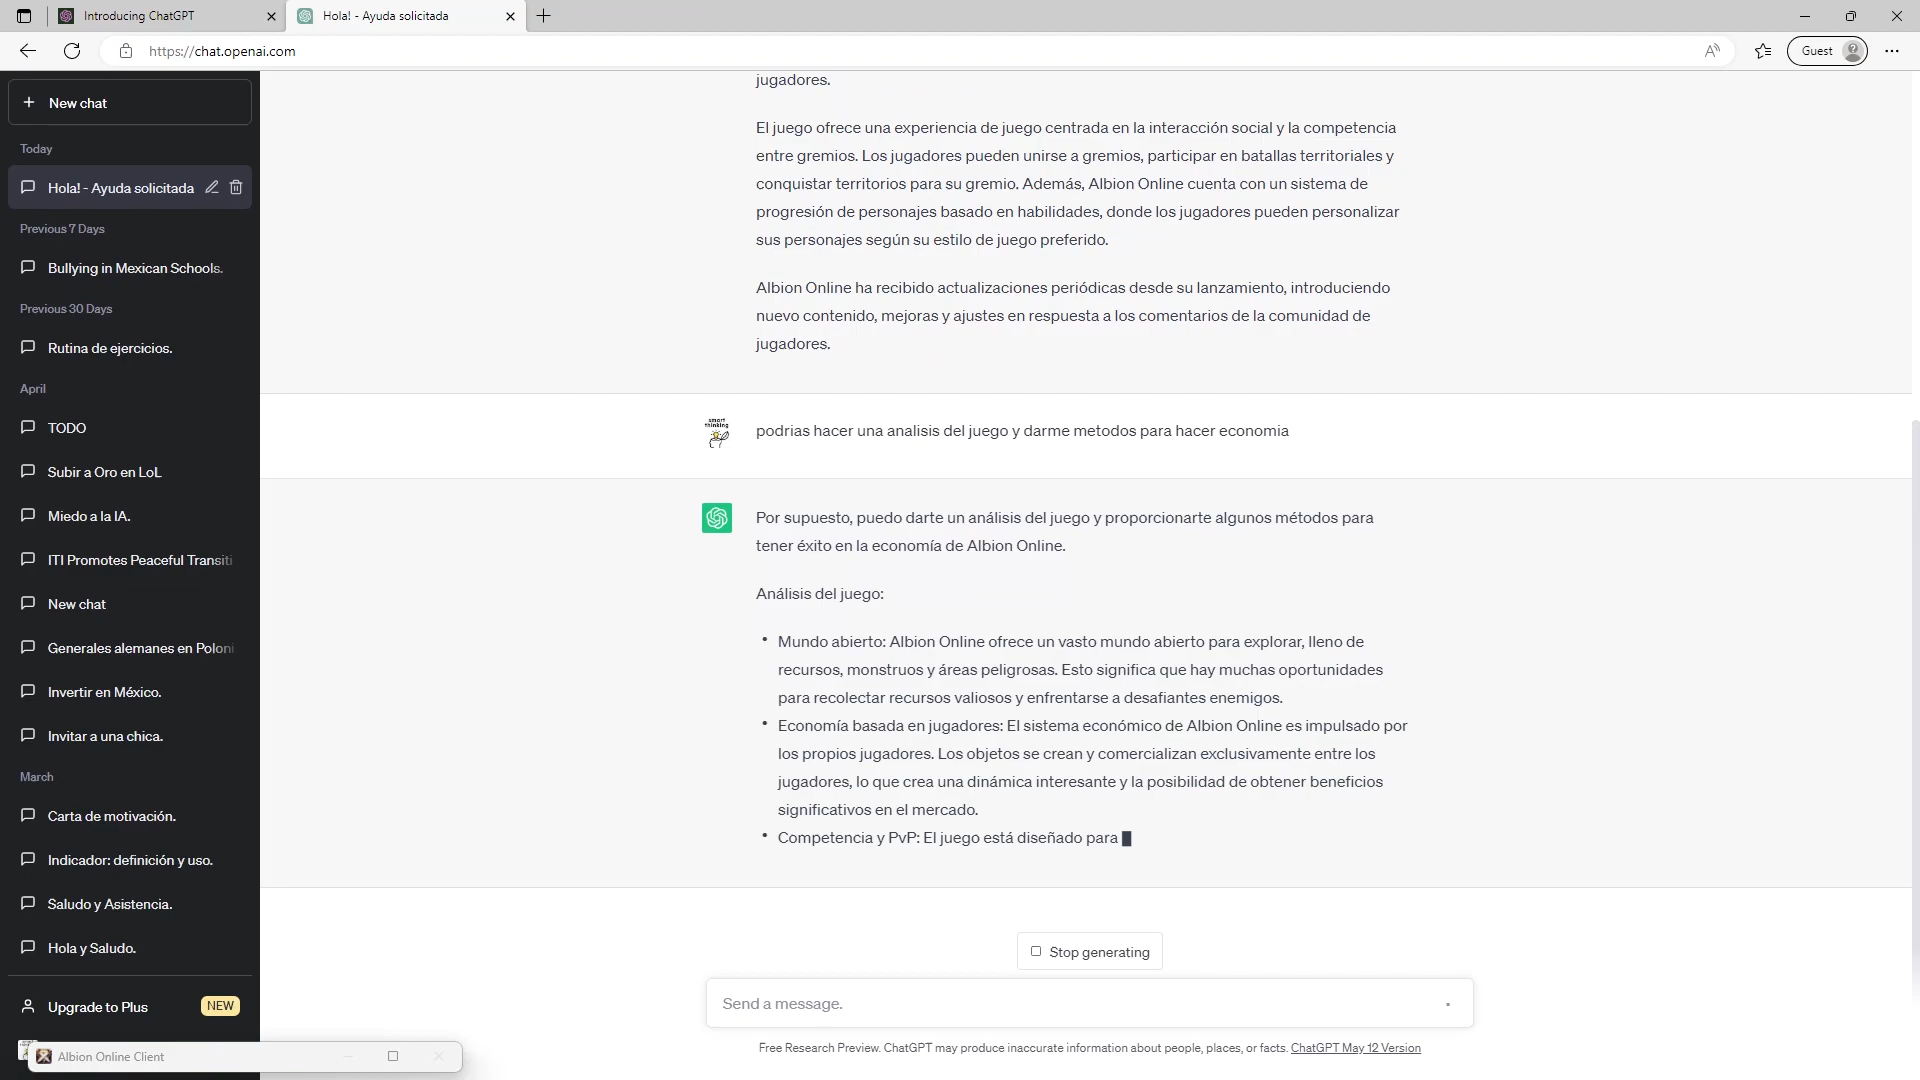 Introducing ChatGPT
Hola! - Ayuda solicitada
https://chat.openai.com
Guest
New chat
Today
Hola! - Ayuda solicitada
Previous 7 Days
Bullying in Mexican Schools.
Previous 30 Days
Rutina de ejercicios.
April
TODO
Subir a Oro en LoL
Miedo a la IA.
ITI Promotes Peaceful Transiti
New chat
Generales alemanes en Poloni
Invertir en México.
Invitar a una chica.
March
Carta de motivación.
Indicador: definición y uso.
Saludo y Asistencia.
Hola y Saludo.
Upgrade to Plus
NEW
Albion Online Client
jugadores.
El juego ofrece una experiencia de juego centrada en la interacción social y la competencia
entre gremios. Los jugadores pueden unirse a gremios, participar en batallas territoriales y
conquistar territorios para su gremio. Además, Albion Online cuenta con un sistema de
progresión de personajes basado en habilidades, donde los jugadores pueden personalizar
sus personajes según su estilo de juego preferido.
Albion Online ha recibido actualizaciones periódicas desde su lanzamiento, introduciendo
nuevo contenido, mejoras y ajustes en respuesta a los comentarios de la comunidad de
jugadores.
smart
thinking
podrias hacer una analisis del juego y darme metodos para hacer economia
Por supuesto, puedo darte un análisis del juego y proporcionarte algunos métodos para
tener éxito en la economía de Albion Online.
Análisis del juego:
• Mundo abierto: Albion Online ofrece un vasto mundo abierto para explorar, lleno de
recursos, monstruos y áreas peligrosas. Esto significa que hay muchas oportunidades
para recolectar recursos valiosos y enfrentarse a desafiantes enemigos.
• Economía basada en jugadores: El sistema económico de Albion Online es impulsado por
los propios jugadores. Los objetos se crean y comercializan exclusivamente entre los
jugadores, lo que crea una dinámica interesante y la posibilidad de obtener beneficios
significativos en el mercado.
• Competencia y PvP: El juego está diseñado para
Stop generating
Send a message.
Free Research Preview. ChatGPT may produce inaccurate information about people, places, or facts. ChatGPT May 12 Version